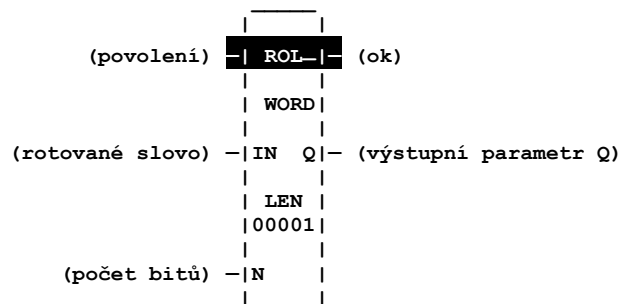 (povolení) ROL (ok)
WORD
(rotované slovo) IN Q (výstupní parametr Q)
LEN
00001
(počet bitů) N